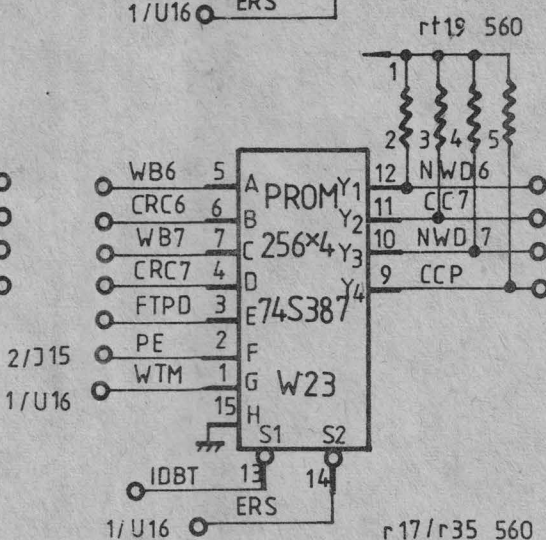 1/U16 ERS
rt19 560
1
2 3 4 5
WB6 5 A PROM Y1 12 NWD6
CRC6 6 B Y2 11 CC7
WB7 7 C 256×4 Y3 10 NWD7
CRC7 4 D Y4 9 CCP
FTPD 3 E 74S387
2/J15 PE 2 F
1/U16 WTM 1 G W23
15 H
S1 S2
IDBT 13 14
1/U16 ERS
r17/r35 560